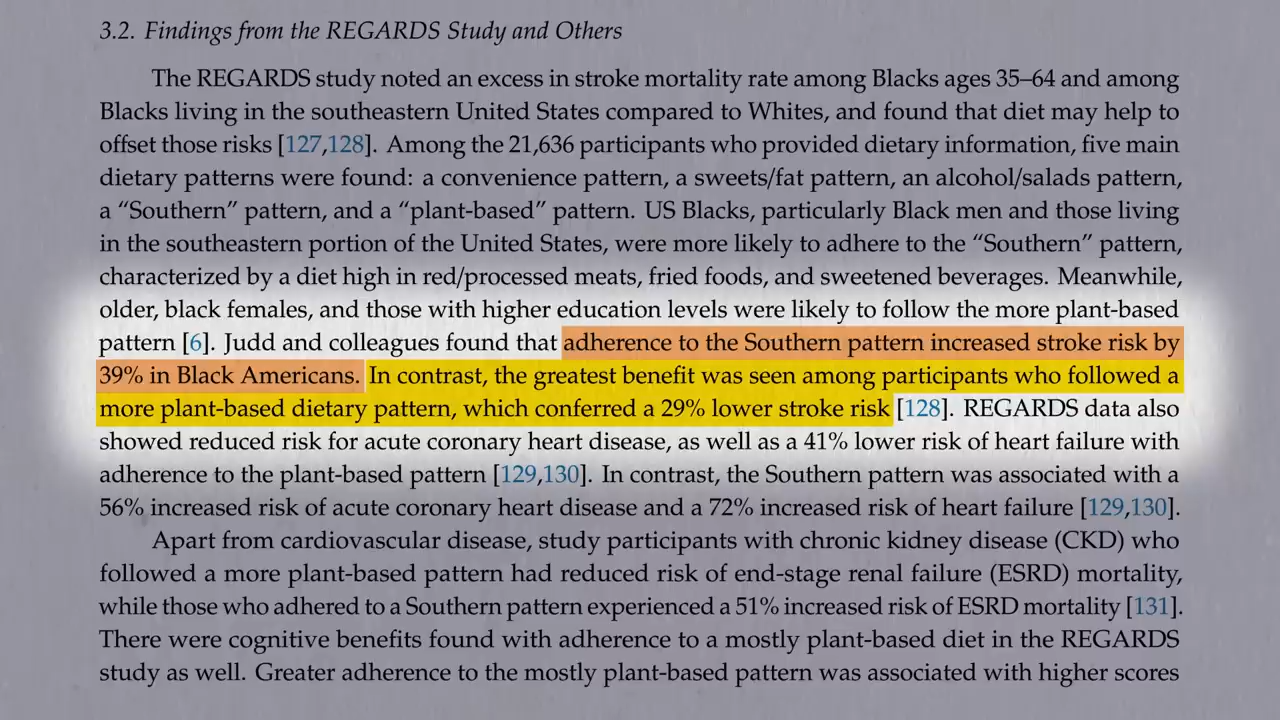 3.2. Findings from the REGARDS Study and Others
The REGARDS study noted an excess in stroke mortality rate among Blacks ages 35–64 and among
Blacks living in the southeastern United States compared to Whites, and found that diet may help to
offset those risks [127,128]. Among the 21,636 participants who provided dietary information, five main
dietary patterns were found: a convenience pattern, a sweets/fat pattern, an alcohol/salads pattern,
a “Southern” pattern, and a “plant-based” pattern. US Blacks, particularly Black men and those living
in the southeastern portion of the United States, were more likely to adhere to the “Southern” pattern,
characterized by a diet high in red/processed meats, fried foods, and sweetened beverages. Meanwhile,
older, black females, and those with higher education levels were likely to follow the more plant-based
pattern [6]. Judd and colleagues found that adherence to the Southern pattern increased stroke risk by
39% in Black Americans. In contrast, the greatest benefit was seen among participants who followed a
more plant-based dietary pattern, which conferred a 29% lower stroke risk [128]. REGARDS data also
showed reduced risk for acute coronary heart disease, as well as a 41% lower risk of heart failure with
adherence to the plant-based pattern [129,130]. In contrast, the Southern pattern was associated with a
56% increased risk of acute coronary heart disease and a 72% increased risk of heart failure [129,130].
Apart from cardiovascular disease, study participants with chronic kidney disease (CKD) who
followed a more plant-based pattern had reduced risk of end-stage renal failure (ESRD) mortality,
while those who adhered to a Southern pattern experienced a 51% increased risk of ESRD mortality [131].
There were cognitive benefits found with adherence to a mostly plant-based diet in the REGARDS
study as well. Greater adherence to the mostly plant-based pattern was associated with higher scores